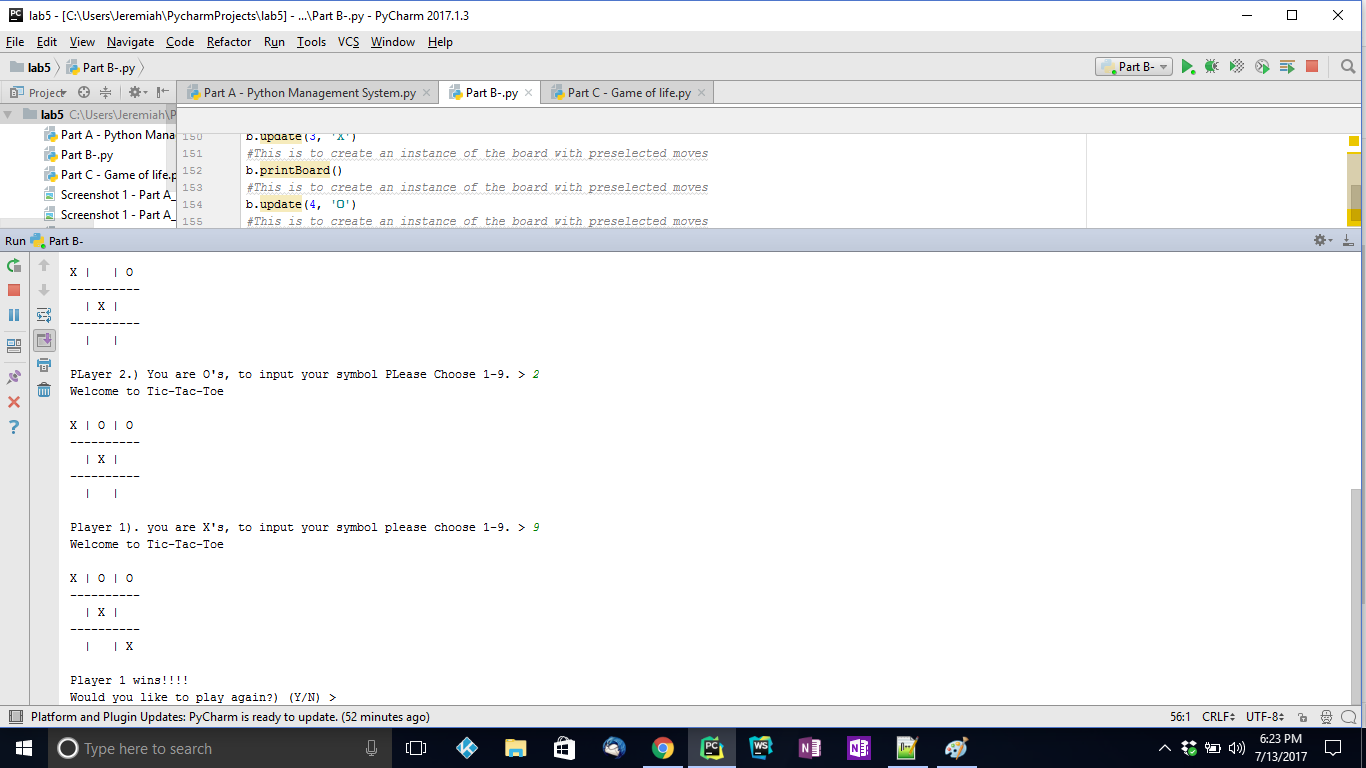 lab5 - [C:\Users\Jeremiah\PycharmProjects\lab5] - ...\Part B-.py - PyCharm 2017.1.3
File Edit View Navigate Code Refactor Run Tools VCS Window Help
lab5 Part B-.py Part B-
Project Part A - Python Management System.py Part B-.py Part C - Game of life.py
lab5 C:\Users\Jeremiah\P
Part A - Python Mana
Part B-.py
Part C - Game of life.p
Screenshot 1 - Part A_
Screenshot 1 - Part A_
150 b.update(3, 'X')
151 #This is to create an instance of the board with preselected moves
152 b.printBoard()
153 #This is to create an instance of the board with preselected moves
154 b.update(4, 'O')
155 #This is to create an instance of the board with preselected moves
Run Part B-
X |   | O
----------
  | X |
----------
  |   |
PLayer 2.) You are O's, to input your symbol PLease Choose 1-9. > 2
Welcome to Tic-Tac-Toe
X | O | O
----------
  | X |
----------
  |   |
Player 1). you are X's, to input your symbol please choose 1-9. > 9
Welcome to Tic-Tac-Toe
X | O | O
----------
  | X |
----------
  |   | X
Player 1 wins!!!!
Would you like to play again?) (Y/N) >
Platform and Plugin Updates: PyCharm is ready to update. (52 minutes ago) 56:1 CRLF UTF-8
Type here to search
PC WS N N
6:23 PM
7/13/2017